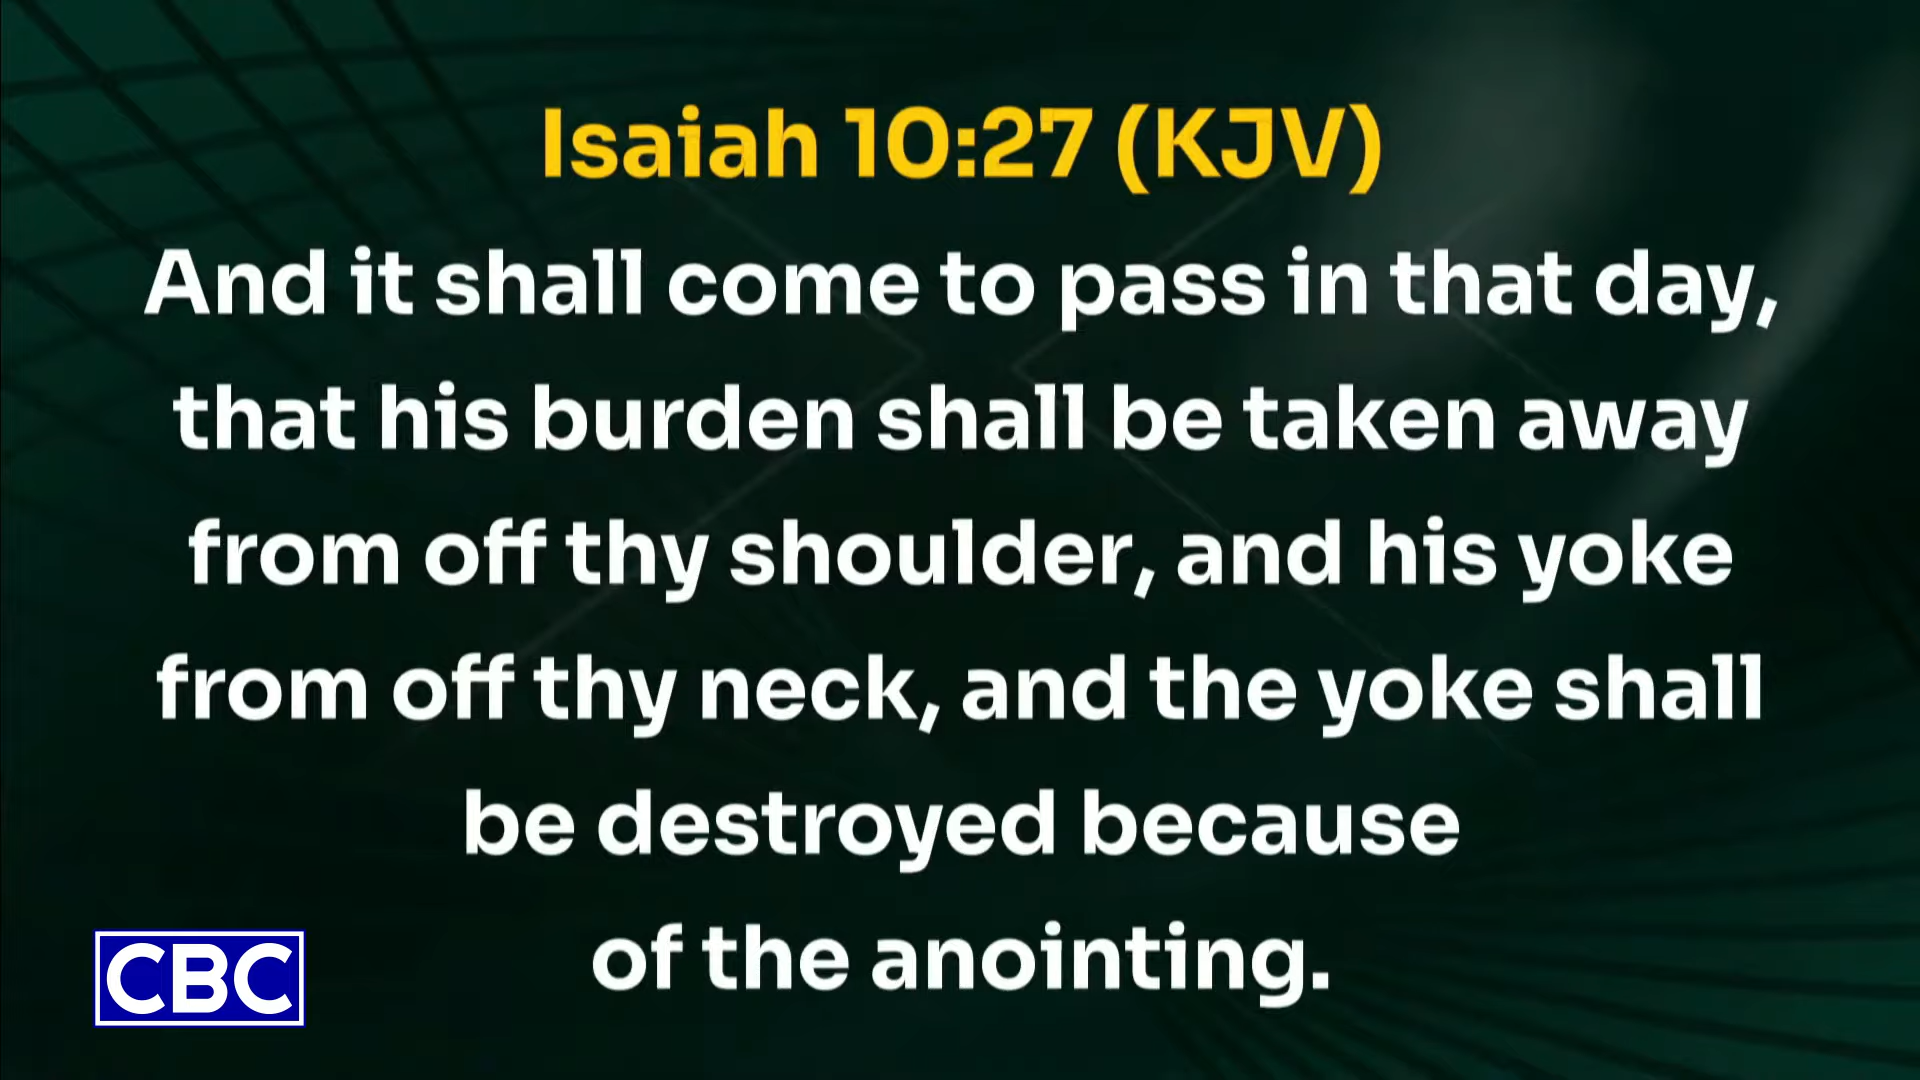 Isaiah 10:27 (KJV)
And it shall come to pass in that day,
that his burden shall be taken away
from off thy shoulder, and his yoke
from off thy neck, and the yoke shall
be destroyed because
of the anointing.
CBC